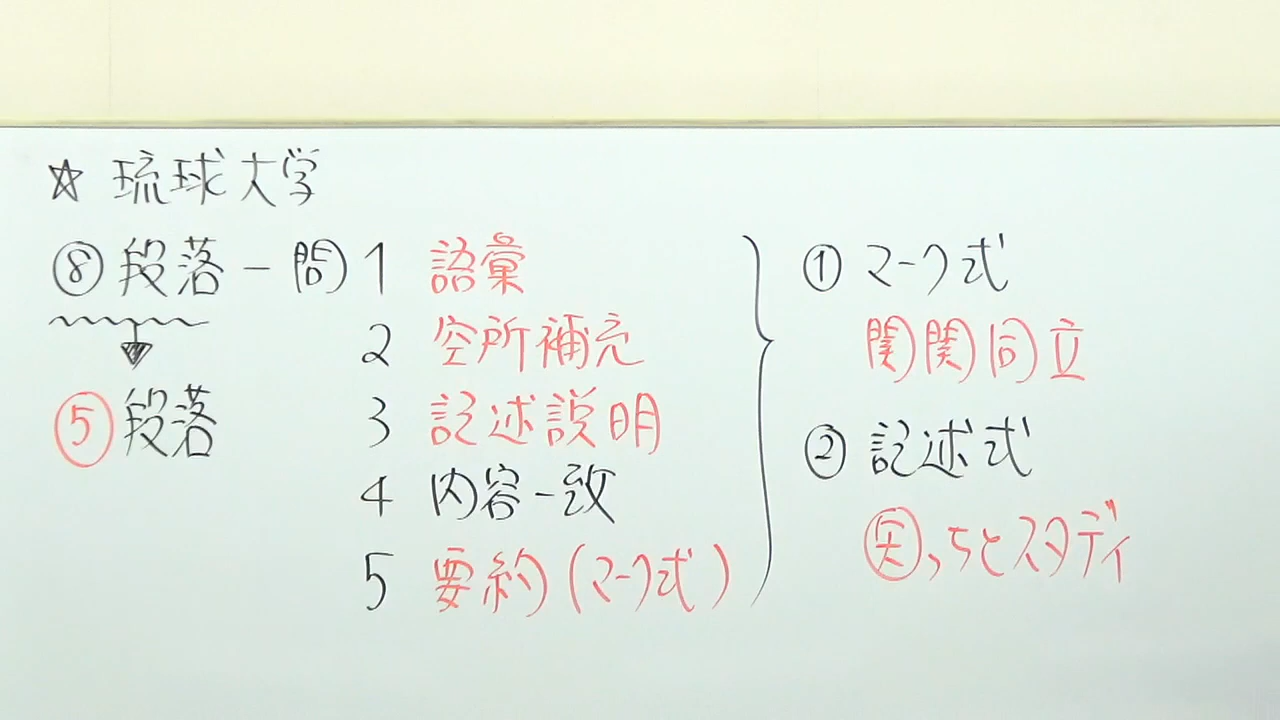 ☆ 琉球大学
⑧段落一問
⑤段落
1 語彙
2 空所補充
3 記述説明
4 内容一致
5 要約(マーク式)
① マーク式
関関同立
② 記述式
っちとスタディ